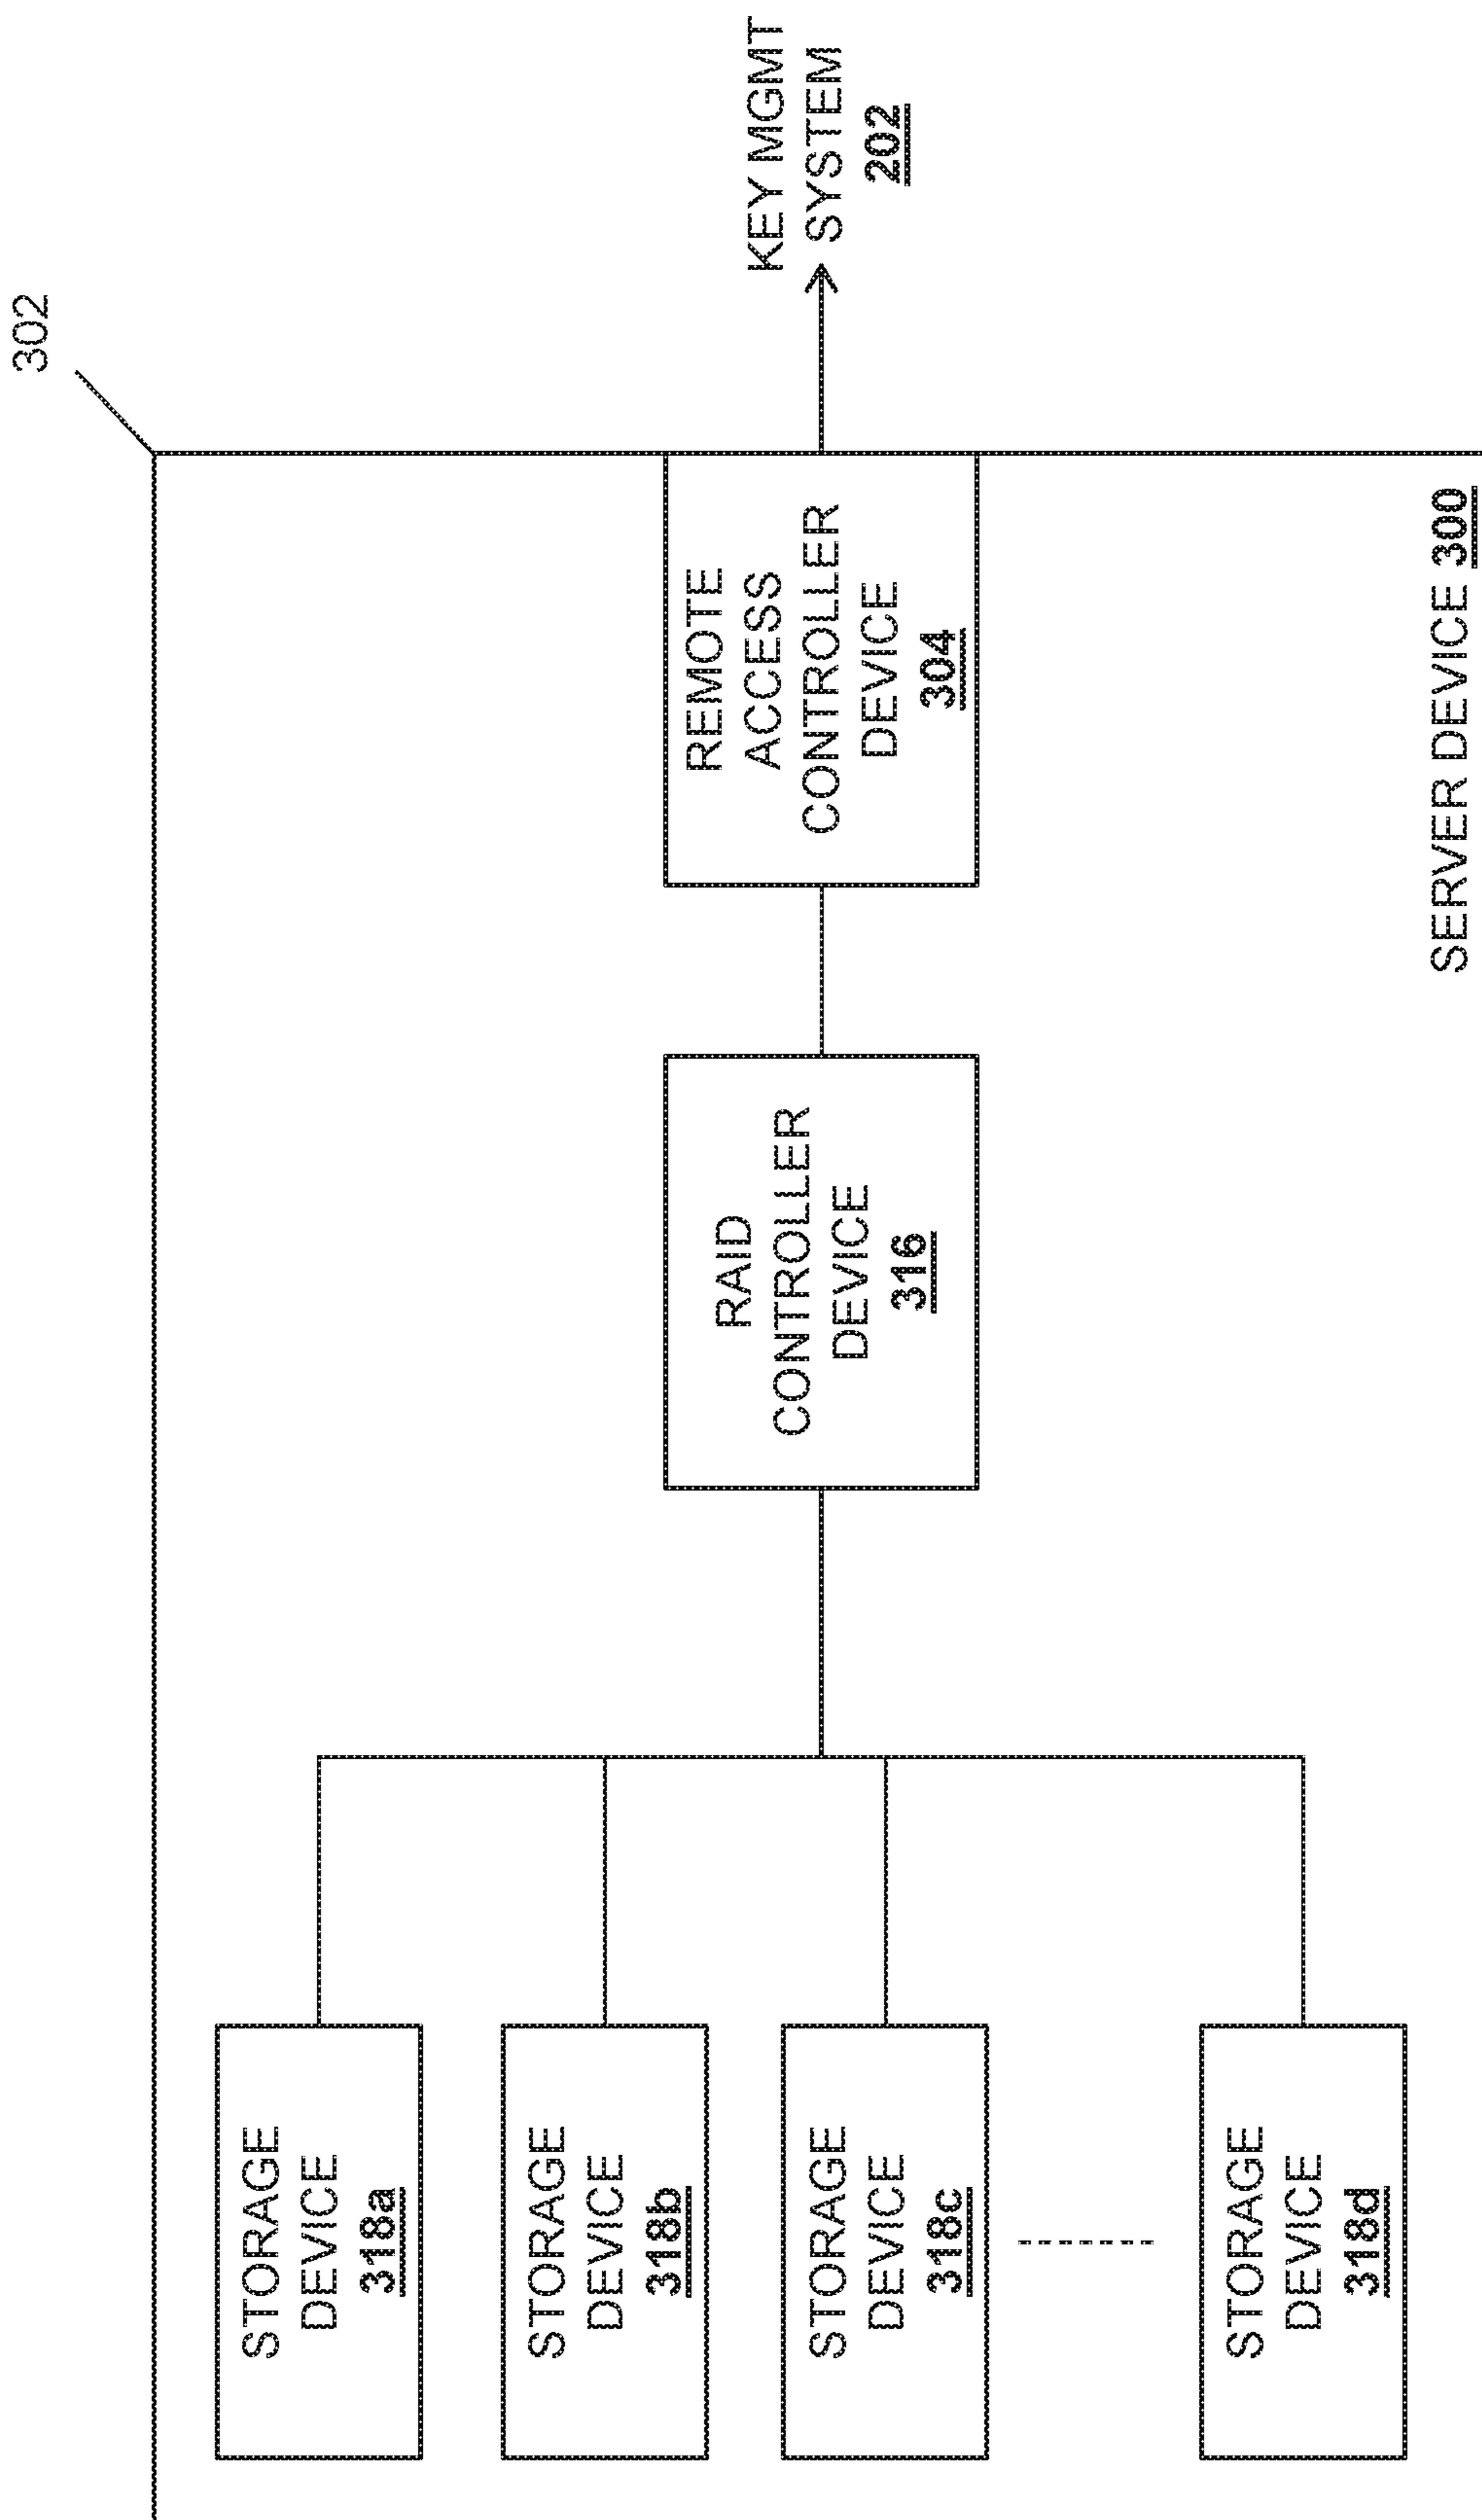 302
STORAGE
DEVICE
318a
STORAGE
DEVICE
318b
STORAGE
DEVICE
318c
STORAGE
DEVICE
318d
RAID
CONTROLLER
DEVICE
316
REMOTE
ACCESS
CONTROLLER
DEVICE
304
KEY MGMT
SYSTEM
202
SERVER DEVICE 300